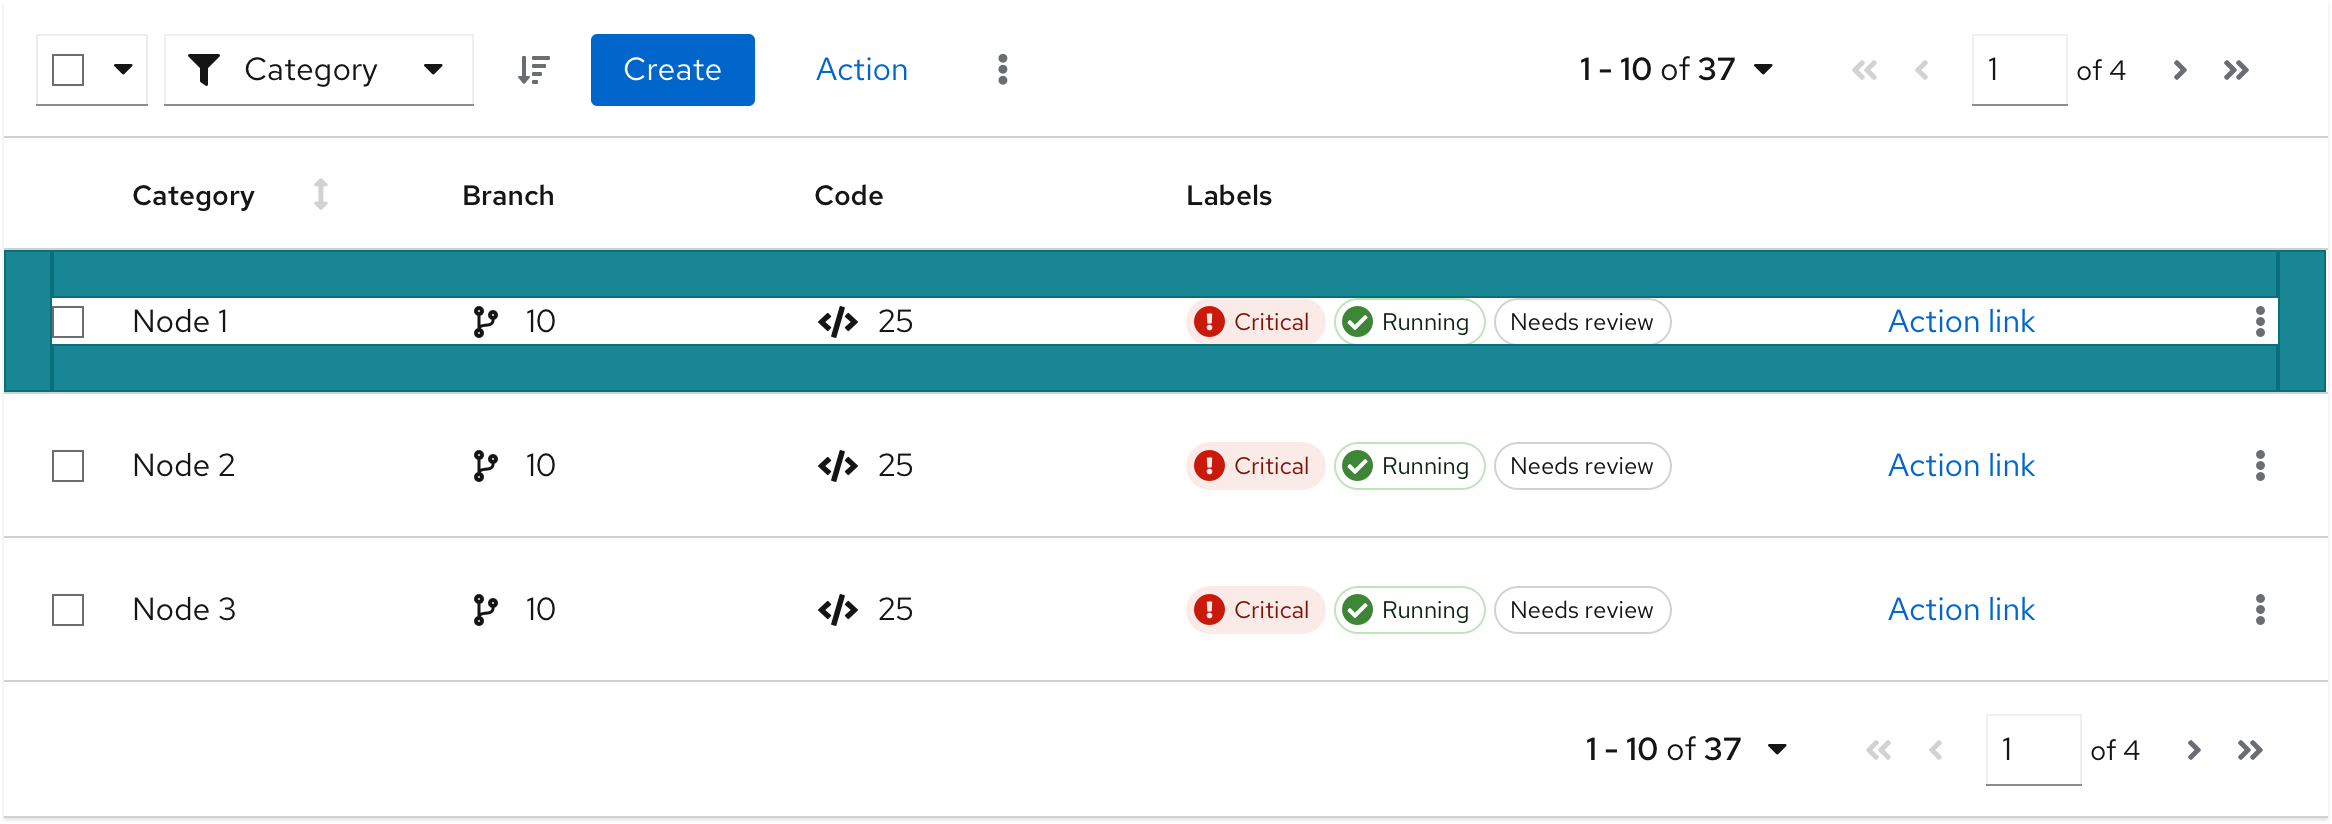 Category Create Action 1 - 10 of 37 1 of 4
Category Branch Code Labels
Node 1 10 25 Critical Running Needs review Action link
Node 2 10 25 Critical Running Needs review Action link
Node 3 10 25 Critical Running Needs review Action link
1 - 10 of 37 1 of 4